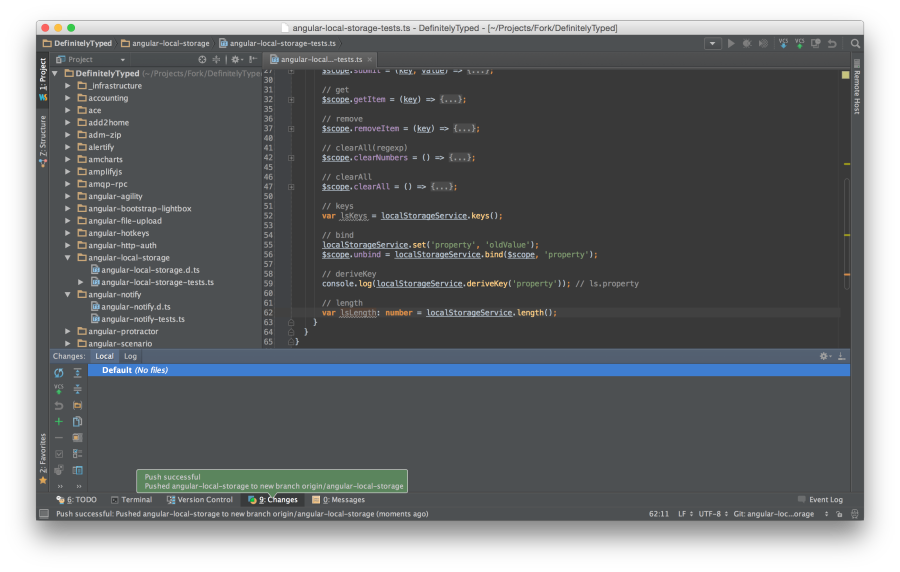 angular-local-storage-tests.ts - DefinitelyTyped - [~/Projects/Fork/DefinitelyTyped]
DefinitelyTyped angular-local-storage angular-local-storage-tests.ts
1: Project
Z: Structure
2: Favorites
Project
DefinitelyTyped (~/Projects/Fork/DefinitelyType
_infrastructure
accounting
ace
add2home
adm-zip
alertify
amcharts
amplifyjs
amqp-rpc
angular-agility
angular-bootstrap-lightbox
angular-file-upload
angular-hotkeys
angular-http-auth
angular-local-storage
angular-local-storage.d.ts
angular-local-storage-tests.ts
angular-notify
angular-notify.d.ts
angular-notify-tests.ts
angular-protractor
angular-scenario
angular-local...-tests.ts
27 $scope.submit = (key, value) => {...};
30
31 // get
32 $scope.getItem = (key) => {...};
35
36 // remove
37 $scope.removeItem = (key) => {...};
40
41 // clearAll(regexp)
42 $scope.clearNumbers = () => {...};
45
46 // clearAll
47 $scope.clearAll = () => {...};
50
51 // keys
52 var lsKeys = localStorageService.keys();
53
54 // bind
55 localStorageService.set('property', 'oldValue');
56 $scope.unbind = localStorageService.bind($scope, 'property');
57
58 // deriveKey
59 console.log(localStorageService.deriveKey('property')); // ls.property
60
61 // length
62 var lsLength: number = localStorageService.length();
63 }
64 }
65 }
VCS VCS
Remote Host
Changes: Local Log
Default (No files)
VCS
Push successful
Pushed angular-local-storage to new branch origin/angular-local-storage
6: TODO Terminal Version Control 9: Changes 0: Messages Event Log
Push successful: Pushed angular-local-storage to new branch origin/angular-local-storage (moments ago) 62:11 LF UTF-8 Git: angular-loc...orage